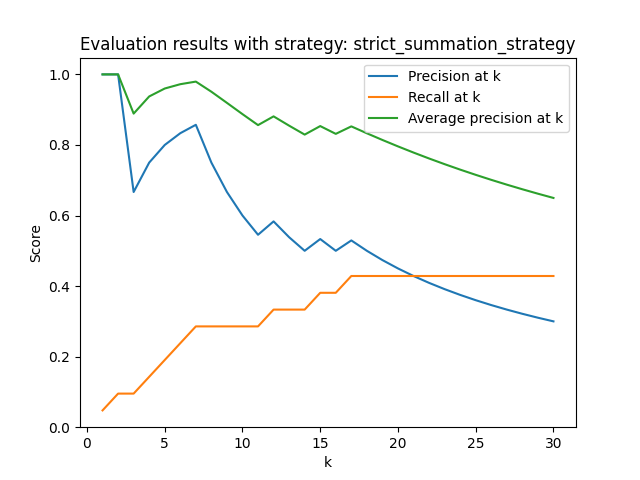 Evaluation results with strategy: strict_summation_strategy
Precision at k
Recall at k
Average precision at k
Score
1.0
0.8
0.6
0.4
0.2
0.0
0 5 10 15 20 25 30
k